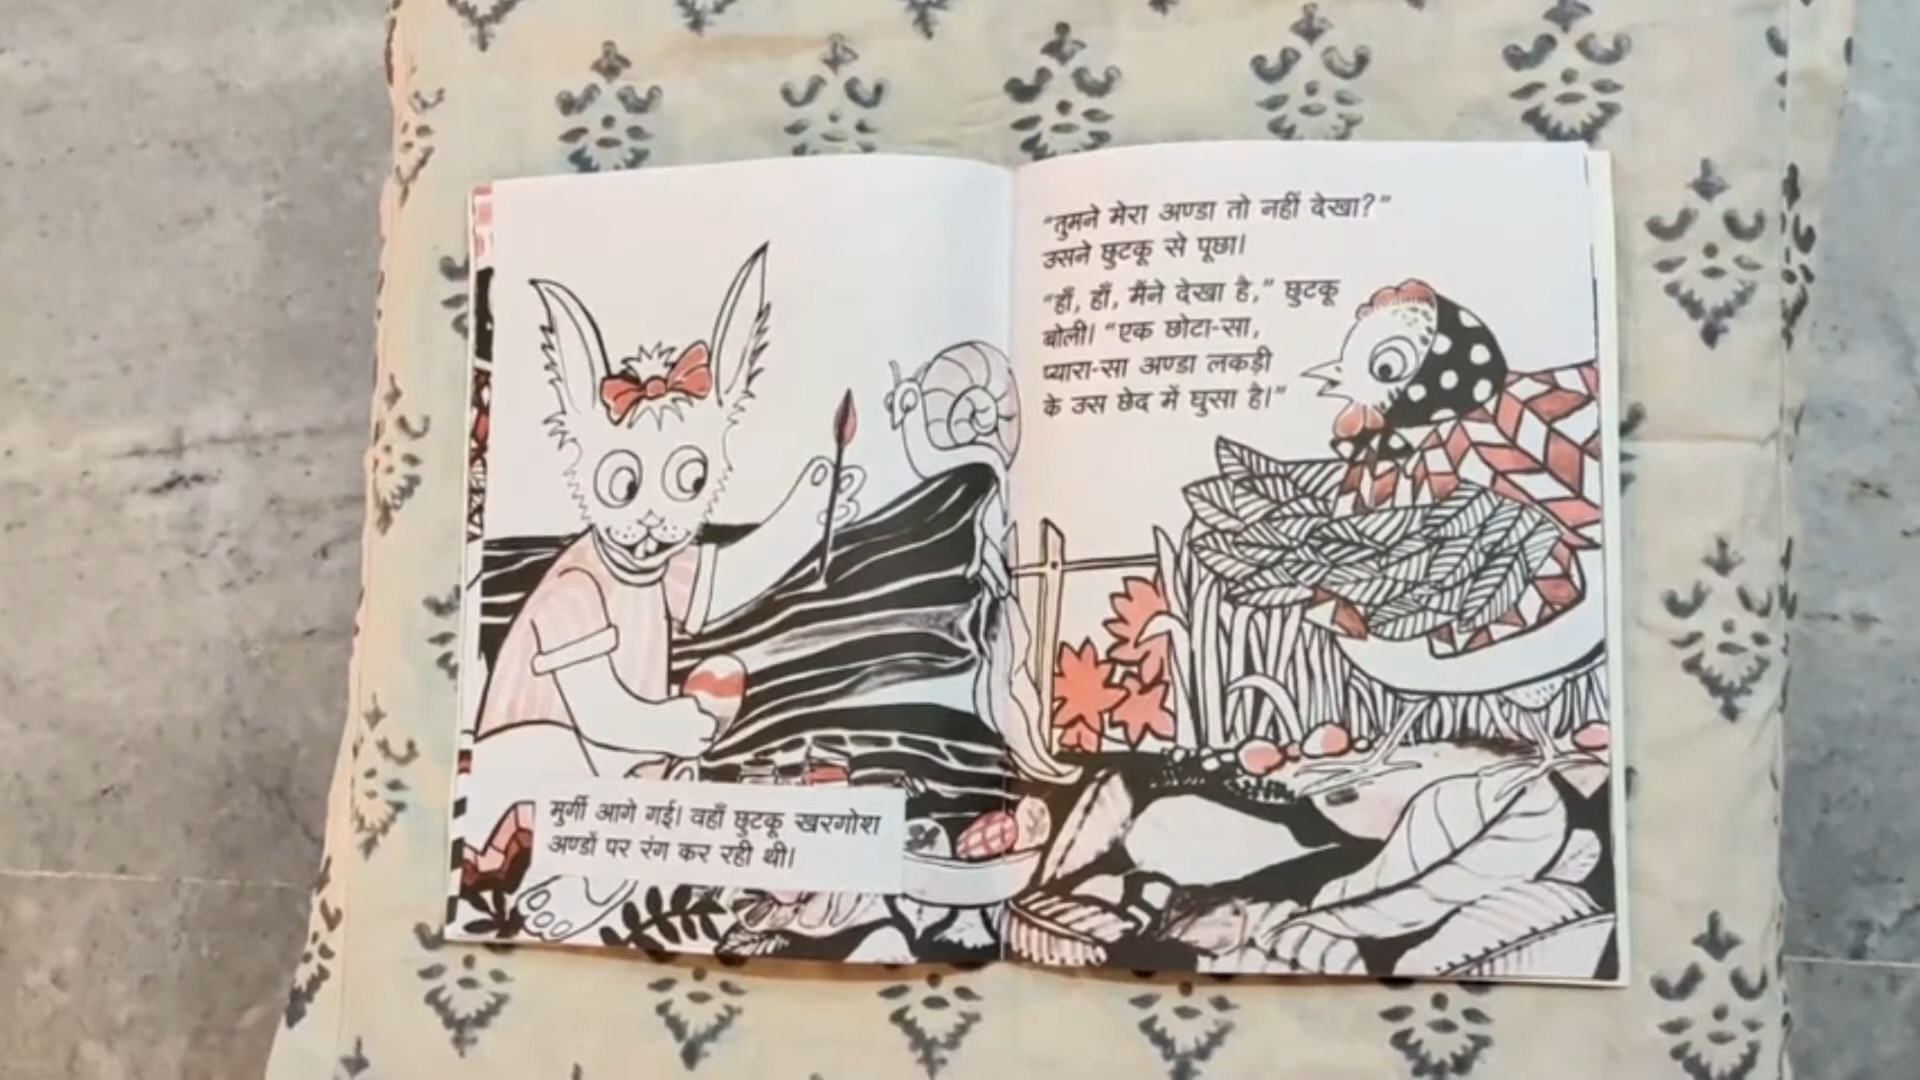 मुर्गी आगे गई। वहाँ छुटकू खरगोश
अण्डों पर रंग कर रही थी।
“तुमने मेरा अण्डा तो नहीं देखा?”
उसने छुटकू से पूछा।
“हाँ, हाँ, मैंने देखा है,” छुटकू
बोली। “एक छोटा-सा,
प्यारा-सा अण्डा लकड़ी
के उस छेद में घुसा है।”